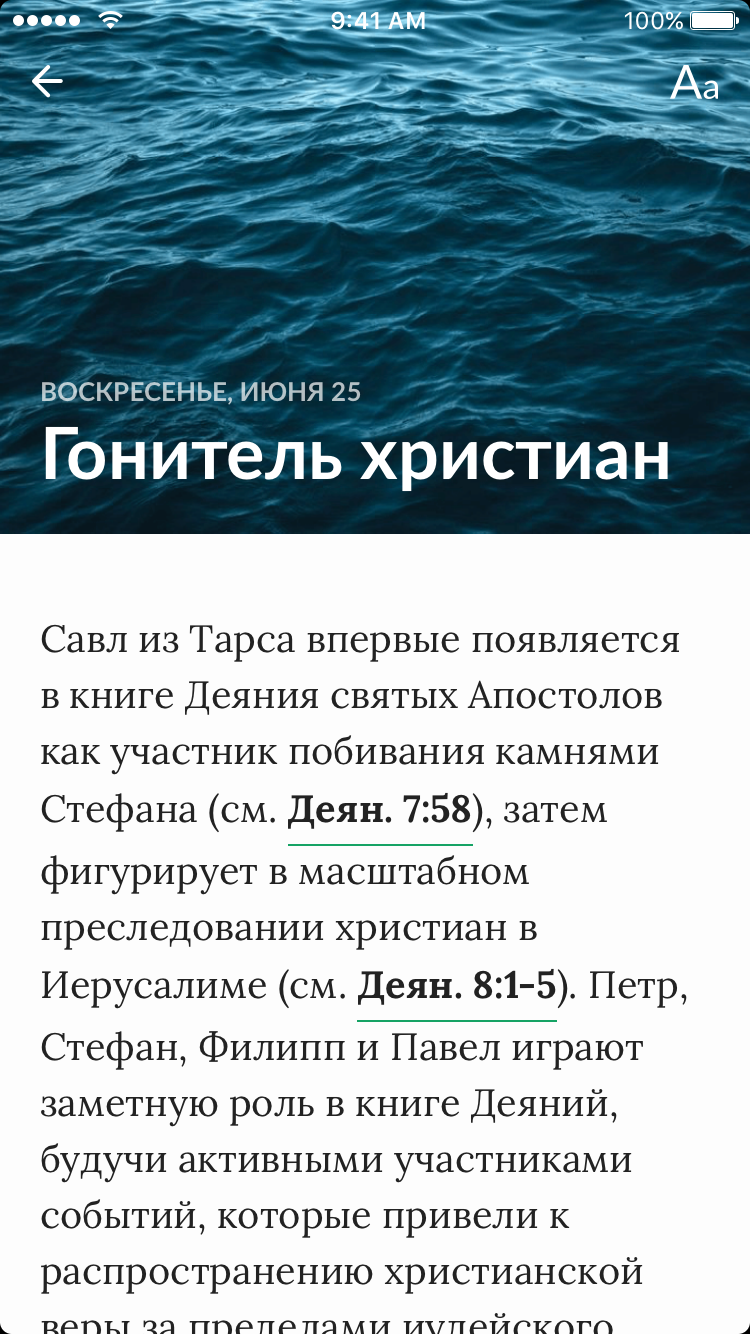 9:41 AM
100%
Aa
ВОСКРЕСЕНЬЕ, ИЮНЯ 25
Гонитель христиан
Савл из Тарса впервые появляется
в книге Деяния святых Апостолов
как участник побивания камнями
Стефана (см. Деян. 7:58), затем
фигурирует в масштабном
преследовании христиан в
Иерусалиме (см. Деян. 8:1–5). Петр,
Стефан, Филипп и Павел играют
заметную роль в книге Деяний,
будучи активными участниками
событий, которые привели к
распространению христианской
веры за пределами иудейского